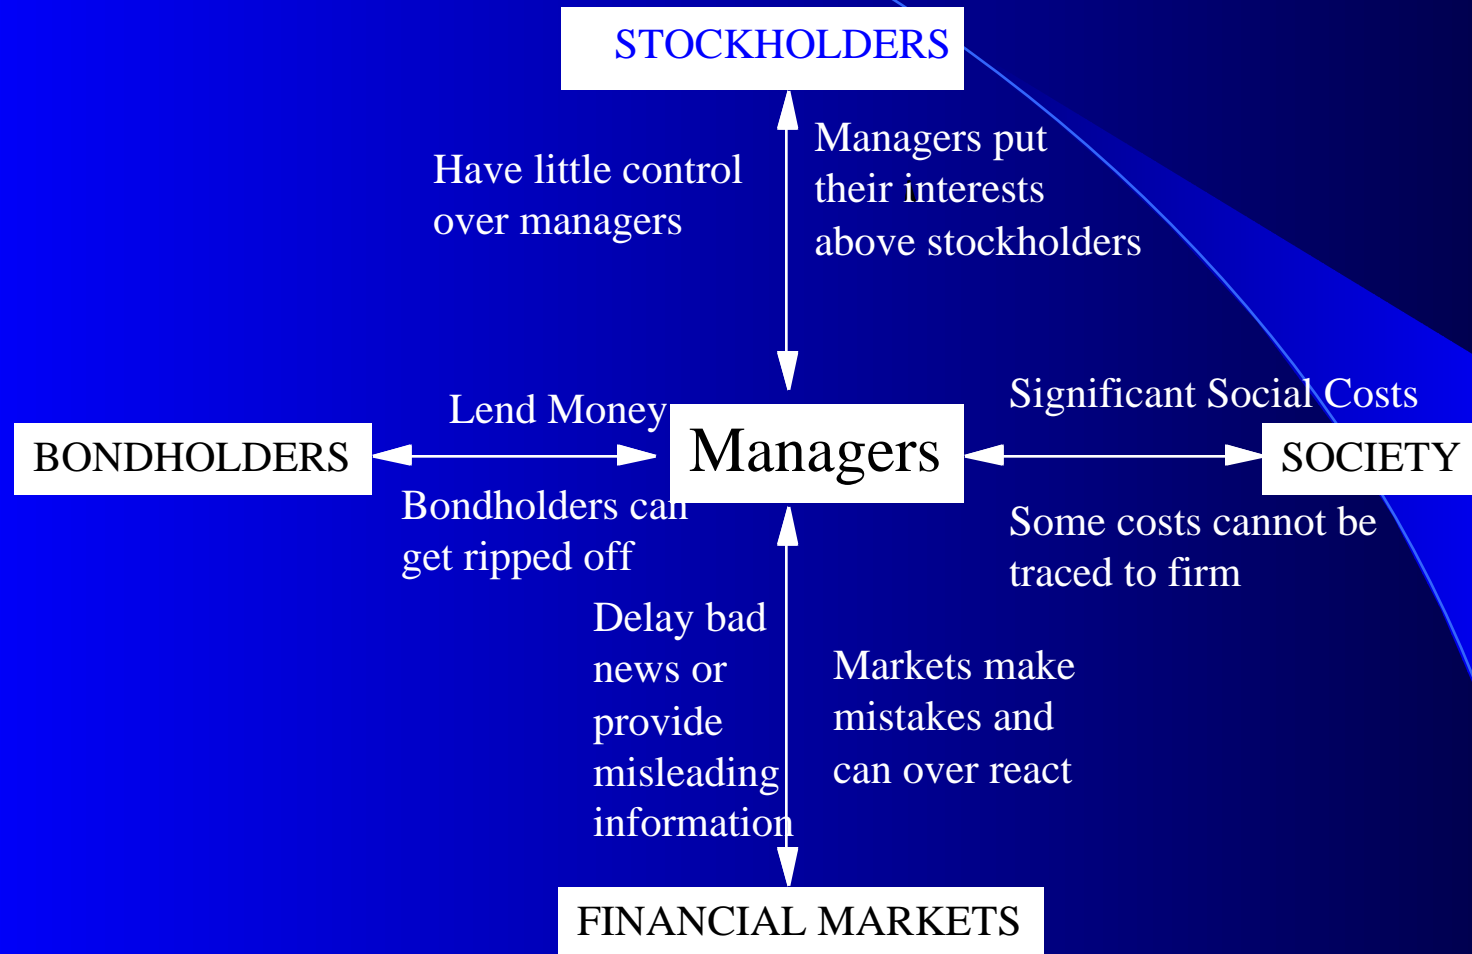 STOCKHOLDERS
Have little control
over managers
Managers put
their interests
above stockholders
Lend Money
BONDHOLDERS
Managers
Significant Social Costs
SOCIETY
Bondholders can
get ripped off
Some costs cannot be
traced to firm
Delay bad
news or
provide
misleading
information
Markets make
mistakes and
can over react
FINANCIAL MARKETS